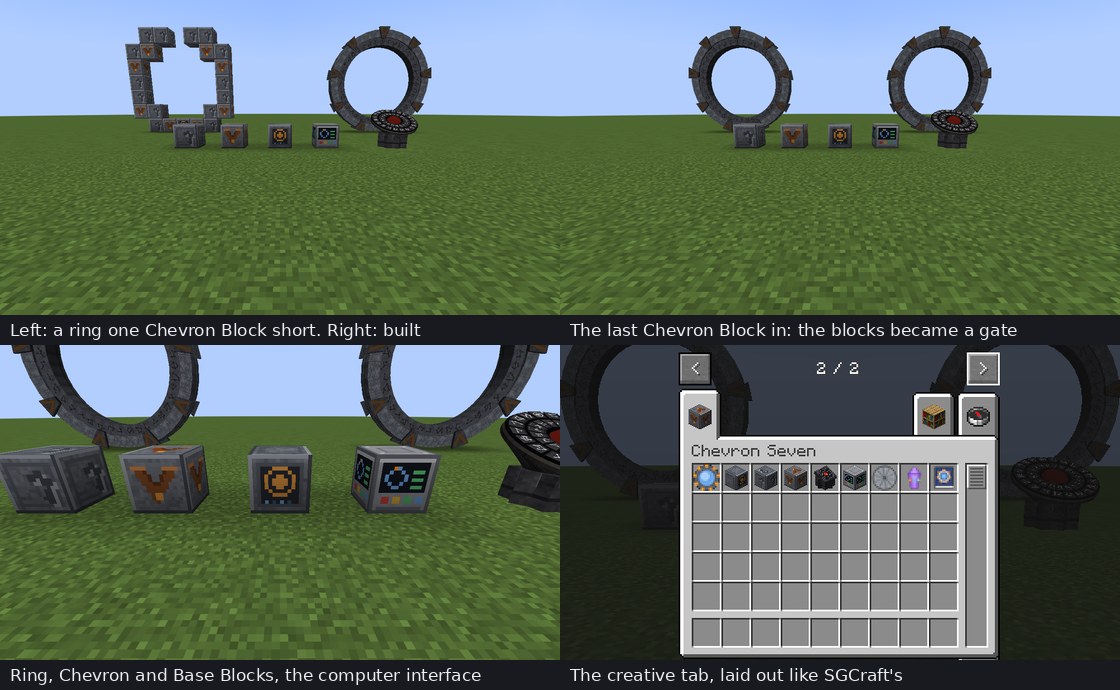 Left: a ring one Chevron Block short. Right: built
The last Chevron Block in: the blocks became a gate
2 / 2
Chevron Seven
Ring, Chevron and Base Blocks, the computer interface
The creative tab, laid out like SGCraft's